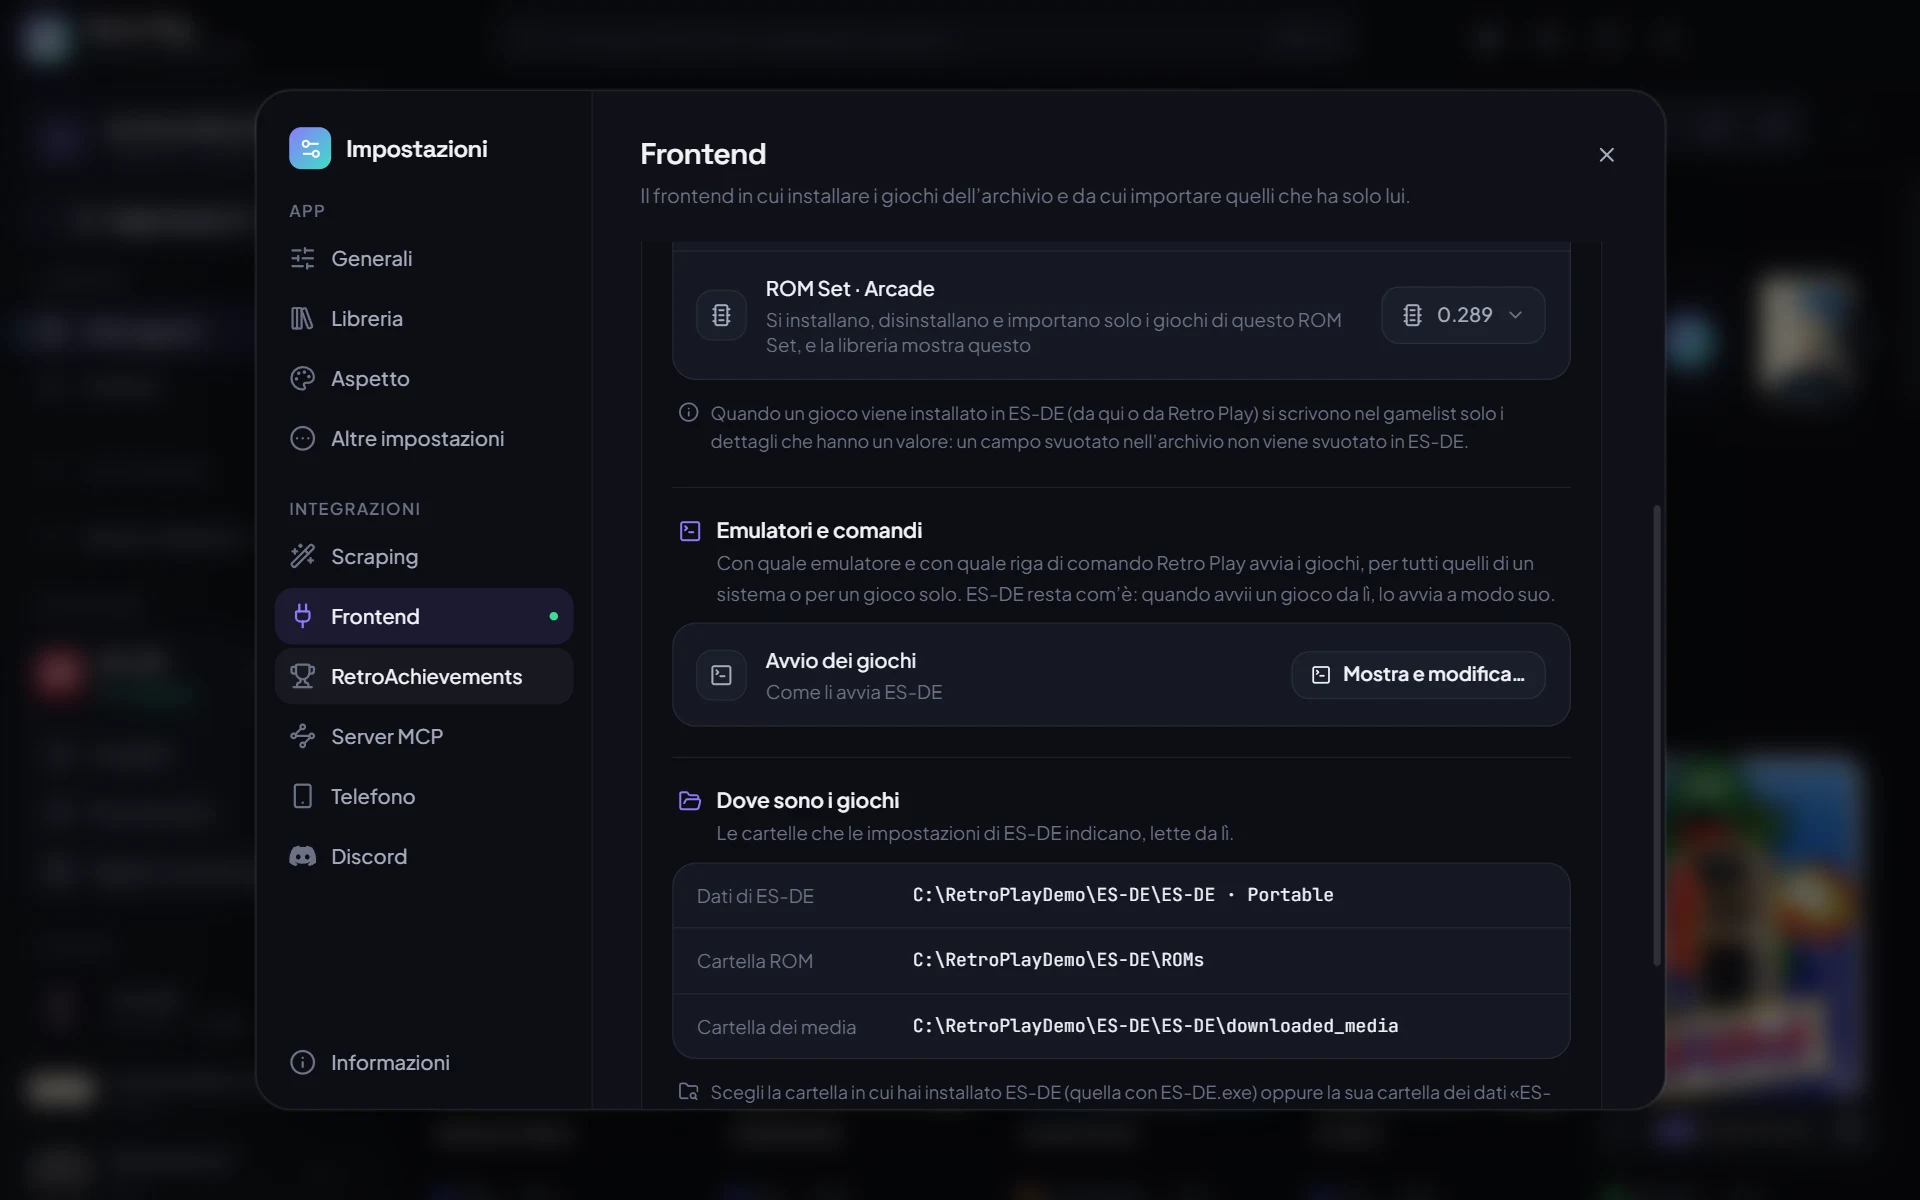 Impostazioni
APP
Generali
Libreria
Aspetto
Altre impostazioni
INTEGRAZIONI
Scraping
Frontend
RetroAchievements
Server MCP
Telefono
Discord
Informazioni
Frontend
Il frontend in cui installare i giochi dell'archivio e da cui importare quelli che ha solo lui.
ROM Set · Arcade
Si installano, disinstallano e importano solo i giochi di questo ROM
Set, e la libreria mostra questo
0.289
Quando un gioco viene installato in ES-DE (da qui o da Retro Play) si scrivono nel gamelist solo i
dettagli che hanno un valore: un campo svuotato nell'archivio non viene svuotato in ES-DE.
Emulatori e comandi
Con quale emulatore e con quale riga di comando Retro Play avvia i giochi, per tutti quelli di un
sistema o per un gioco solo. ES-DE resta com'è: quando avvii un gioco da lì, lo avvia a modo suo.
Avvio dei giochi
Come li avvia ES-DE
Mostra e modifica…
Dove sono i giochi
Le cartelle che le impostazioni di ES-DE indicano, lette da lì.
Dati di ES-DE
C:\RetroPlayDemo\ES-DE\ES-DE · Portable
Cartella ROM
C:\RetroPlayDemo\ES-DE\ROMs
Cartella dei media
C:\RetroPlayDemo\ES-DE\ES-DE\downloaded_media
Scegli la cartella in cui hai installato ES-DE (quella con ES-DE.exe) oppure la sua cartella dei dati «ES-